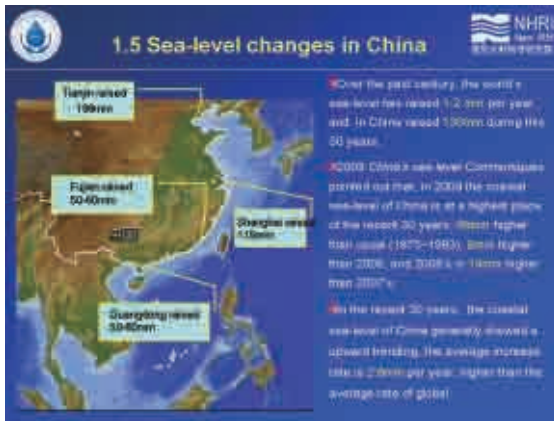 NHRI
1.5 Sea-level changes in China
Tianjin raised
196mm
Fujian raised
50-60mm
Shanghai raised
115mm
Guangdong raised
50-60mm
Over the past century, the world's
sea-level has raised 1-2 mm per year
and, in China raised during this
50 years.
2009 China's sea level Communiques
pointed out that, in 2009 the coastal
sea-level of China is at a highest place
of the recent 30 years, higher
than usual (1975~1993), 8mm higher
than 2008, and 2008's is higher
than 2007's.
In the recent 30 years, the coastal
sea-level of China generally showed a
upward trending, the average increase
rate is 2.6mm per year, higher than the
average rate of global